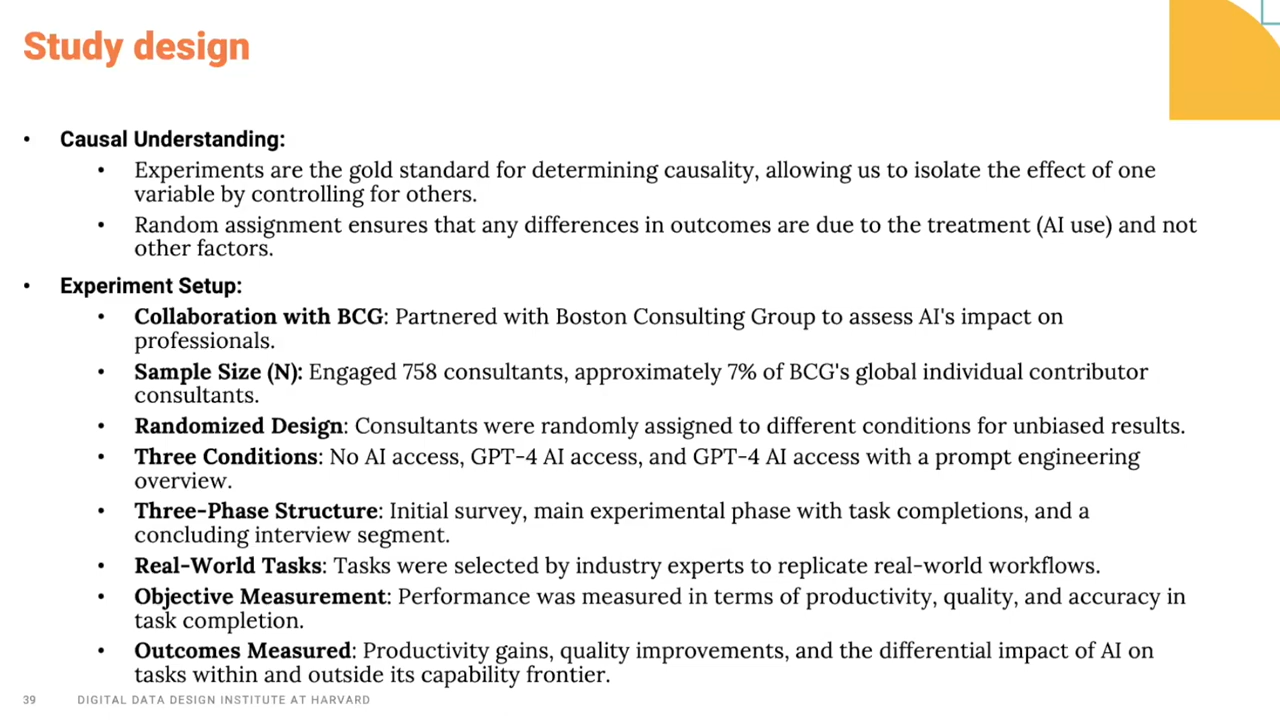 Study design
• Causal Understanding:
• Experiments are the gold standard for determining causality, allowing us to isolate the effect of one
variable by controlling for others.
• Random assignment ensures that any differences in outcomes are due to the treatment (AI use) and not
other factors.
• Experiment Setup:
• Collaboration with BCG: Partnered with Boston Consulting Group to assess AI's impact on
professionals.
• Sample Size (N): Engaged 758 consultants, approximately 7% of BCG's global individual contributor
consultants.
• Randomized Design: Consultants were randomly assigned to different conditions for unbiased results.
• Three Conditions: No AI access, GPT-4 AI access, and GPT-4 AI access with a prompt engineering
overview.
• Three-Phase Structure: Initial survey, main experimental phase with task completions, and a
concluding interview segment.
• Real-World Tasks: Tasks were selected by industry experts to replicate real-world workflows.
• Objective Measurement: Performance was measured in terms of productivity, quality, and accuracy in
task completion.
• Outcomes Measured: Productivity gains, quality improvements, and the differential impact of AI on
tasks within and outside its capability frontier.
39 DIGITAL DATA DESIGN INSTITUTE AT HARVARD